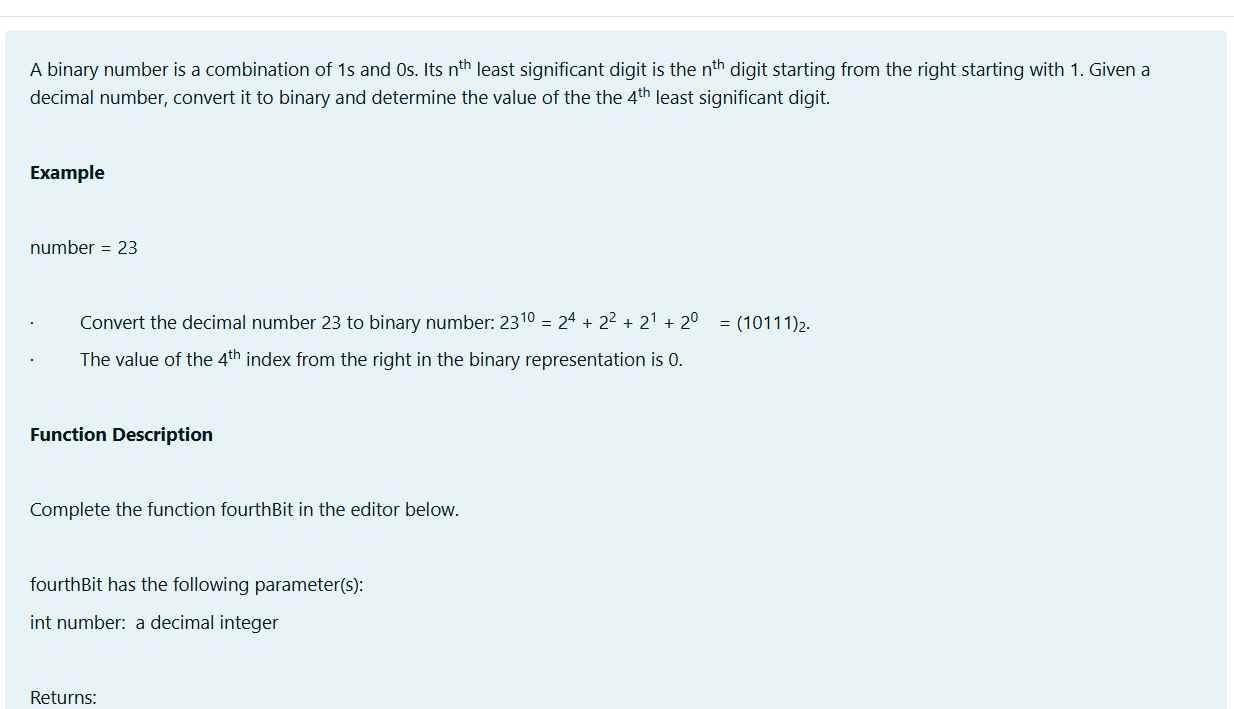 A binary number is a combination of 1s and 0s. Its nth least significant digit is the nth digit starting from the right starting with 1. Given a
decimal number, convert it to binary and determine the value of the the 4th least significant digit.
Example
number = 23
· Convert the decimal number 23 to binary number: 23¹⁰ = 2⁴ + 2² + 2¹ + 2⁰ = (10111)₂.
· The value of the 4th index from the right in the binary representation is 0.
Function Description
Complete the function fourthBit in the editor below.
fourthBit has the following parameter(s):
int number: a decimal integer
Returns: